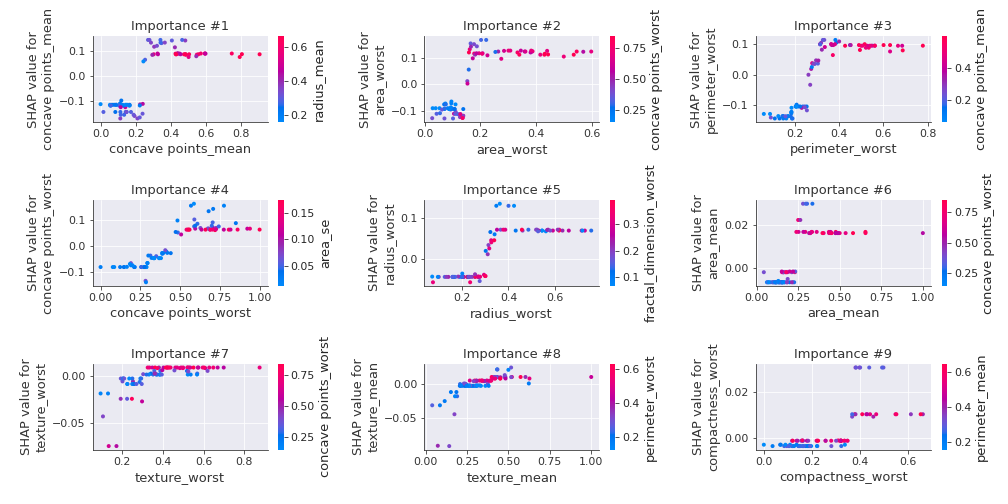 Importance #1
SHAP value for
concave points_mean
0.1
0.0
−0.1
0.0 0.2 0.4 0.6 0.8
concave points_mean
0.6
0.4
0.2
radius_mean
Importance #2
SHAP value for
area_worst
0.1
0.0
−0.1
0.0 0.2 0.4 0.6
area_worst
0.75
0.50
0.25
concave points_worst
Importance #3
SHAP value for
perimeter_worst
0.1
0.0
−0.1
0.2 0.4 0.6 0.8
perimeter_worst
0.4
0.2
concave points_worst
Importance #4
SHAP value for
concave points_worst
0.1
0.0
−0.1
0.00 0.25 0.50 0.75 1.00
concave points_worst
0.15
0.10
0.05
area_se
Importance #5
SHAP value for
radius_worst
0.1
0.0
0.2 0.4 0.6
radius_worst
0.3
0.2
0.1
fractal_dimension_worst
Importance #6
SHAP value for
area_mean
0.02
0.00
0.00 0.25 0.50 0.75 1.00
area_mean
0.75
0.50
0.25
concave points_worst
Importance #7
SHAP value for
texture_worst
0.00
−0.05
0.2 0.4 0.6 0.8
texture_worst
0.75
0.50
0.25
concave points_worst
Importance #8
SHAP value for
texture_mean
0.00
−0.05
0.00 0.25 0.50 0.75 1.00
texture_mean
0.6
0.4
0.2
perimeter_worst
Importance #9
SHAP value for
compactness_worst
0.02
0.00
0.0 0.2 0.4 0.6
compactness_worst
0.6
0.4
0.2
perimeter_mean